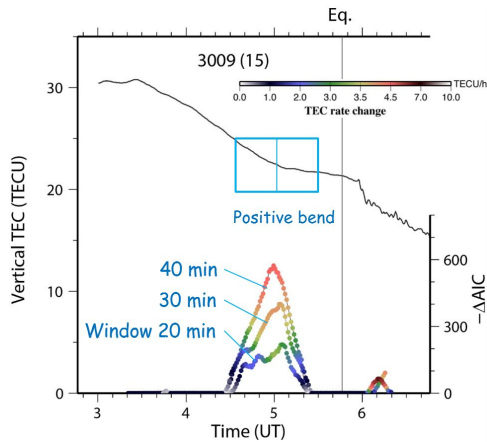 Eq.
3009 (15)
TECU/h
0.0 1.0 2.0 3.0 3.5 4.5 7.0 10.0
TEC rate change
30
20
10
0
Vertical TEC (TECU)
Positive bend
40 min
30 min
Window 20 min
600
300
0
−ΔAIC
3 4 5 6
Time (UT)